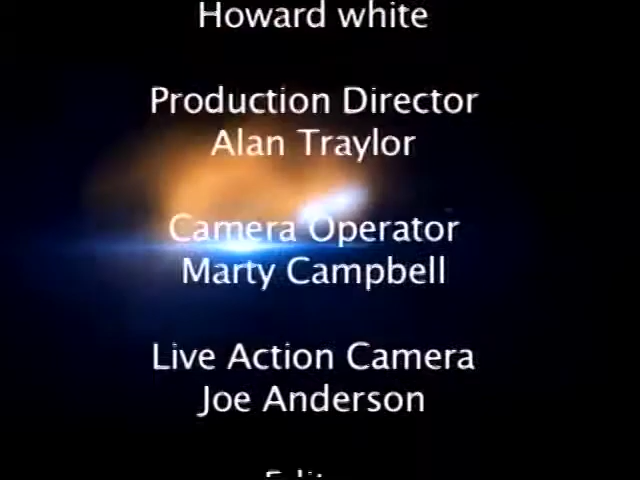 Howard white
Production Director
Alan Traylor
Camera Operator
Marty Campbell
Live Action Camera
Joe Anderson